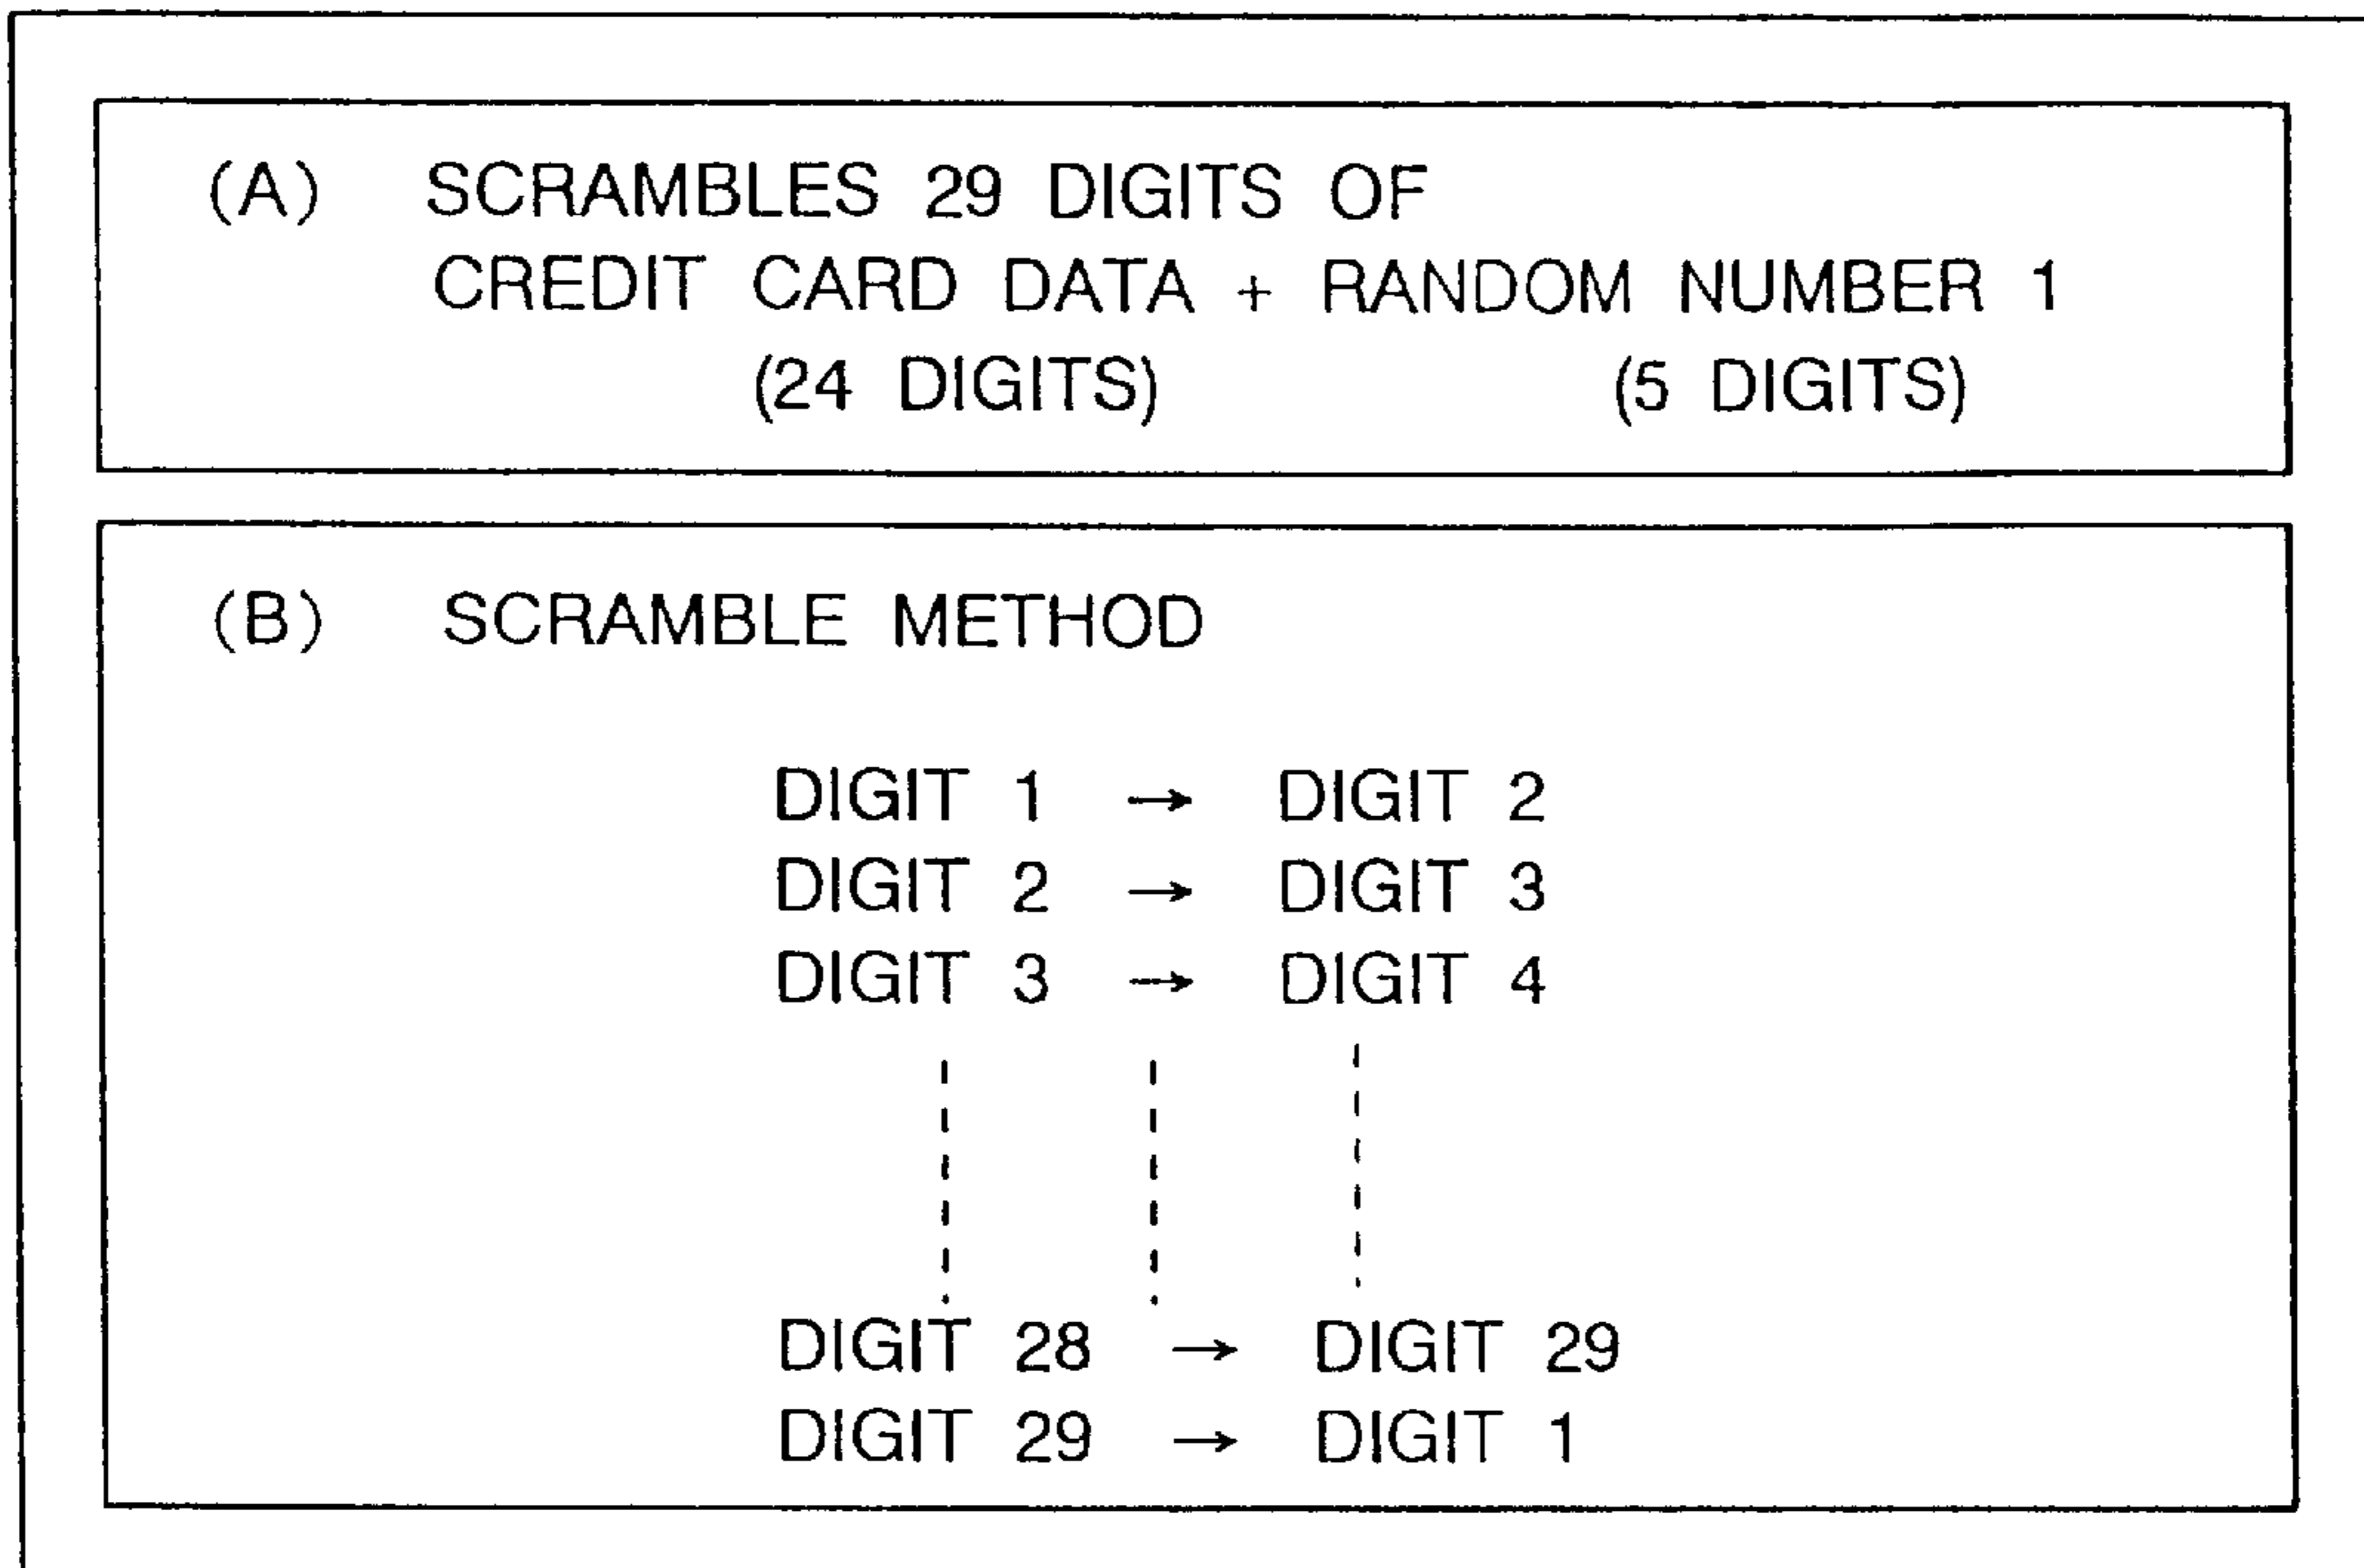 (A) SCRAMBLES 29 DIGITS OF
CREDIT CARD DATA + RANDOM NUMBER 1
(24 DIGITS) (5 DIGITS)
(B) SCRAMBLE METHOD
DIGIT 1 → DIGIT 2
DIGIT 2 → DIGIT 3
DIGIT 3 → DIGIT 4
DIGIT 28 → DIGIT 29
DIGIT 29 → DIGIT 1